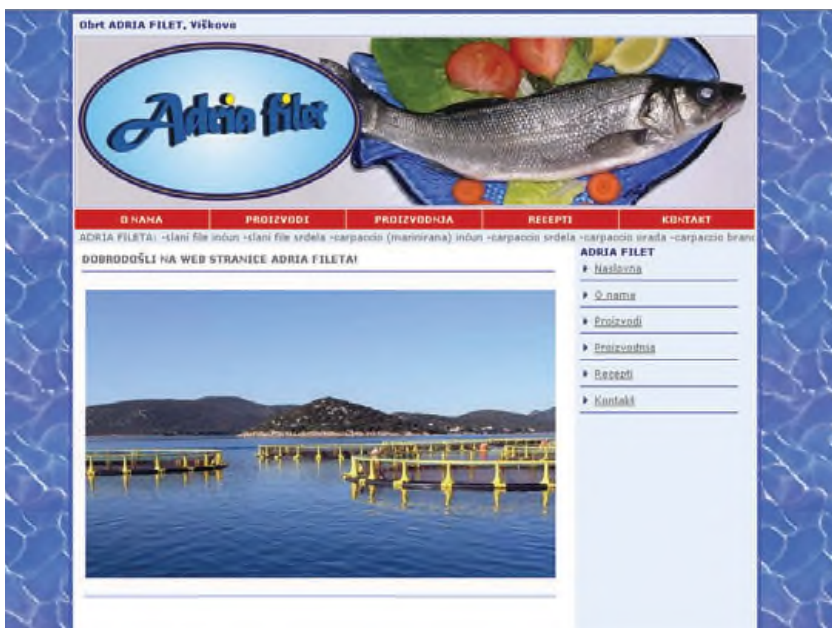 Obrt ADRIA FILET, Viškovo
Adria filet
O NAMA
PROIZVODI
PROIZVODNJA
RECEPTI
KONTAKT
ADRIA FILETA: -slani file inćun -slani file srdela -carpaccio (marinirana) inćun -carpaccio srdela -carpaccio orada -carpaccio branc
DOBRODOŠLI NA WEB STRANICE ADRIA FILETA!
ADRIA FILET
Naslovna
O nama
Proizvodi
Proizvodnja
Recepti
Kontakt